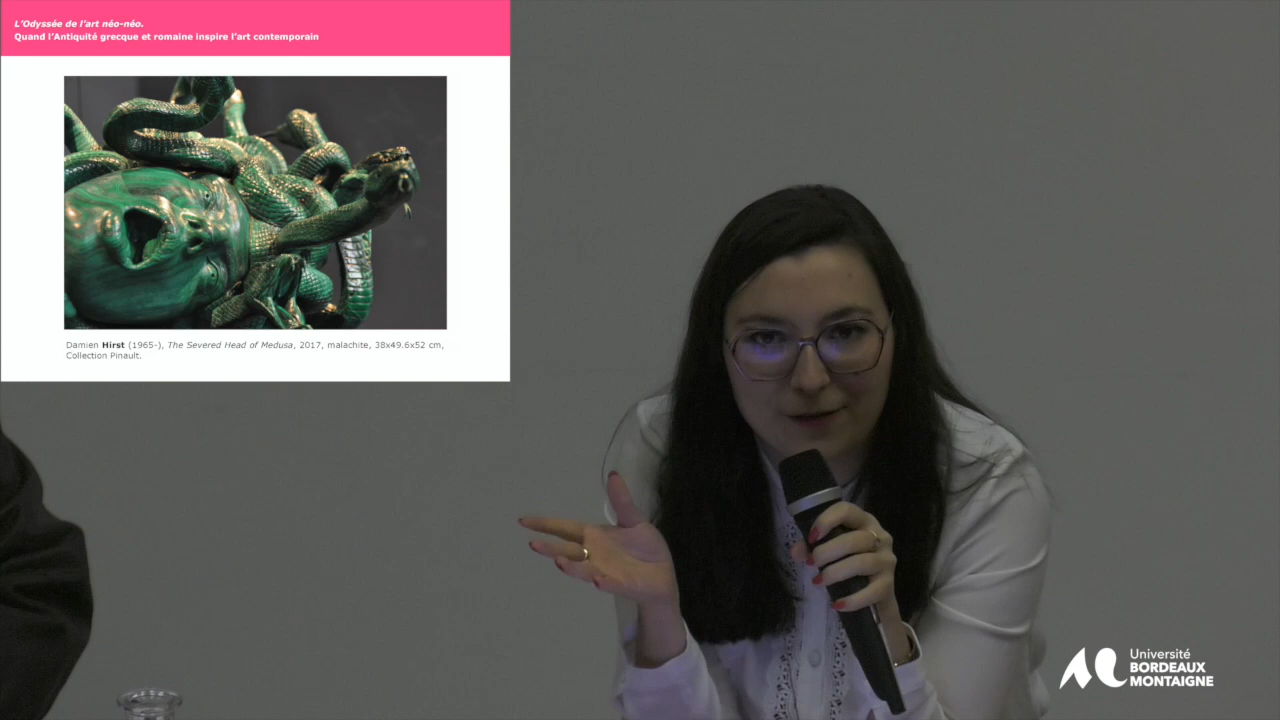 L'Odyssée de l'art néo-néo.
Quand l'Antiquité grecque et romaine inspire l'art contemporain
Damien Hirst (1965-), The Severed Head of Medusa, 2017, malachite, 38x49.6x52 cm,
Collection Pinault.
Université
BORDEAUX
MONTAIGNE